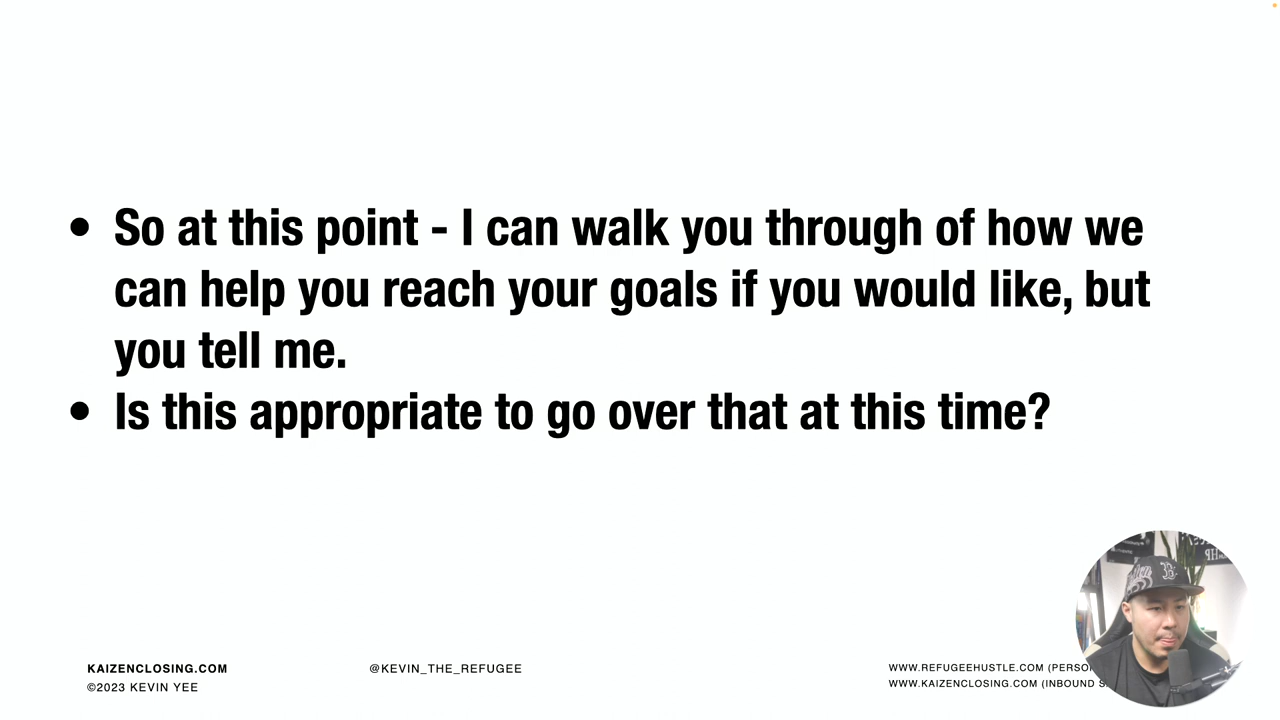 • So at this point - I can walk you through of how we
can help you reach your goals if you would like, but
you tell me.
• Is this appropriate to go over that at this time?
KAIZENCLOSING.COM
©2023 KEVIN YEE
@KEVIN_THE_REFUGEE
WWW.REFUGEEHUSTLE.COM
WWW.KAIZENCLOSING.COM (INBOUND